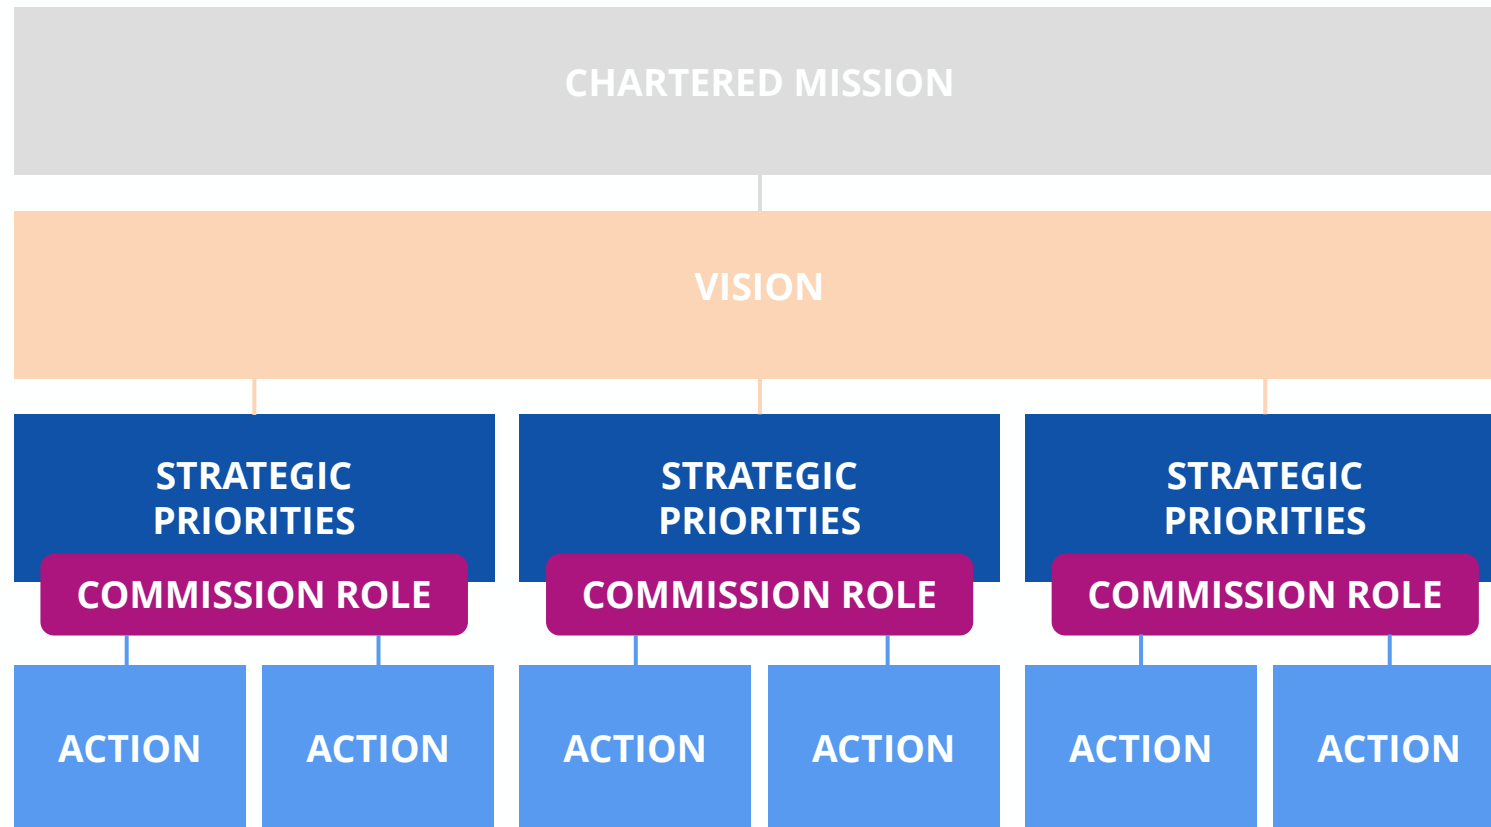 CHARTERED MISSION
VISION
STRATEGIC
PRIORITIES
COMMISSION ROLE
STRATEGIC
PRIORITIES
COMMISSION ROLE
STRATEGIC
PRIORITIES
COMMISSION ROLE
ACTION
ACTION
ACTION
ACTION
ACTION
ACTION